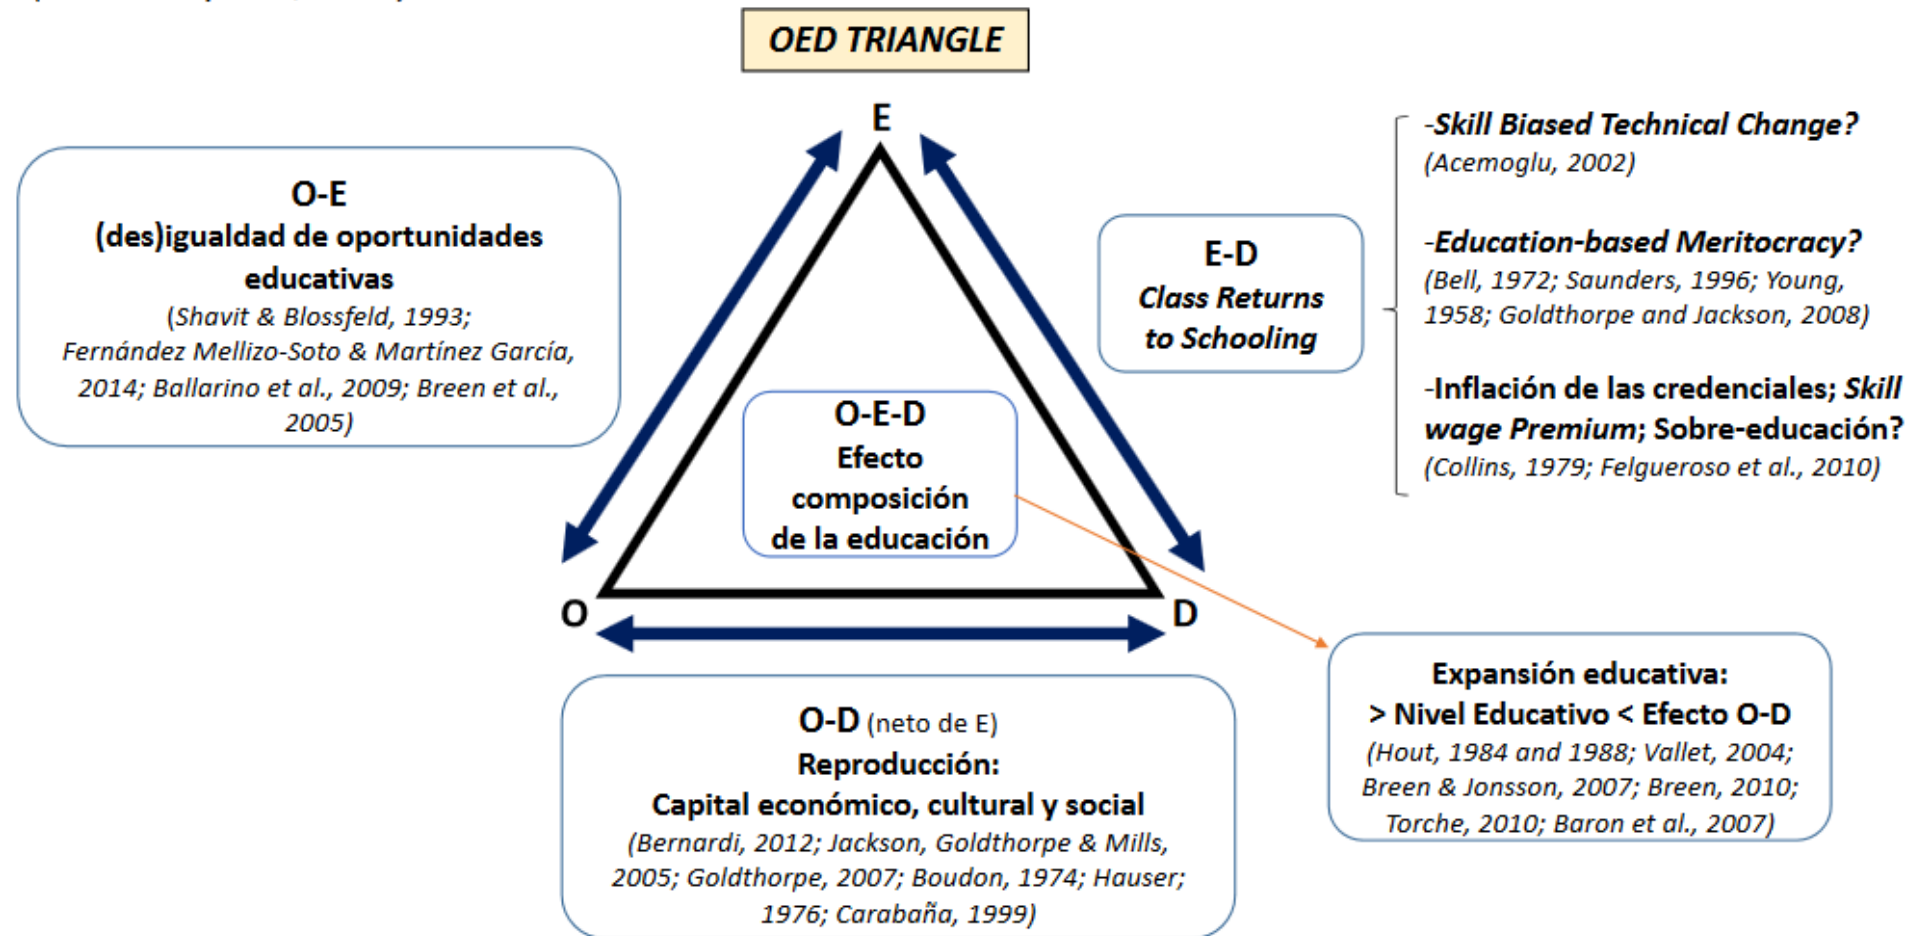 OED TRIANGLE
E
O-E
(des)igualdad de oportunidades
educativas
(Shavit & Blossfeld, 1993;
Fernández Mellizo-Soto & Martínez García,
2014; Ballarino et al., 2009; Breen et al.,
2005)
E-D
Class Returns
to Schooling
-Skill Biased Technical Change?
(Acemoglu, 2002)
-Education-based Meritocracy?
(Bell, 1972; Saunders, 1996; Young,
1958; Goldthorpe and Jackson, 2008)
-Inflación de las credenciales; Skill
wage Premium; Sobre-educación?
(Collins, 1979; Felgueroso et al., 2010)
O-E-D
Efecto
composición
de la educación
O
D
O-D (neto de E)
Reproducción:
Capital económico, cultural y social
(Bernardi, 2012; Jackson, Goldthorpe & Mills,
2005; Goldthorpe, 2007; Boudon, 1974; Hauser;
1976; Carabaña, 1999)
Expansión educativa:
> Nivel Educativo < Efecto O-D
(Hout, 1984 and 1988; Vallet, 2004;
Breen & Jonsson, 2007; Breen, 2010;
Torche, 2010; Baron et al., 2007)